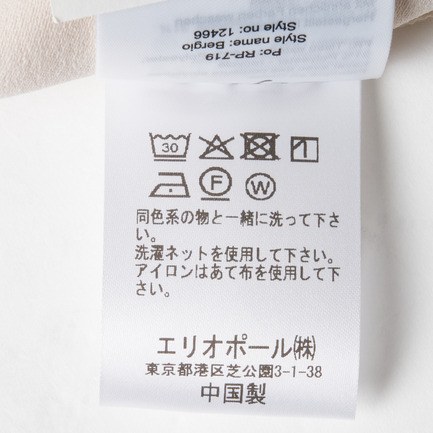 Po: RP-719
Style name: Bergio
Style no: 12466
30
F
W
同色系の物と一緒に洗って下さ
い。
洗濯ネットを使用して下さい。
アイロンはあて布を使用して下
さい。
エリオポール㈱
東京都港区芝公園3-1-38
中国製